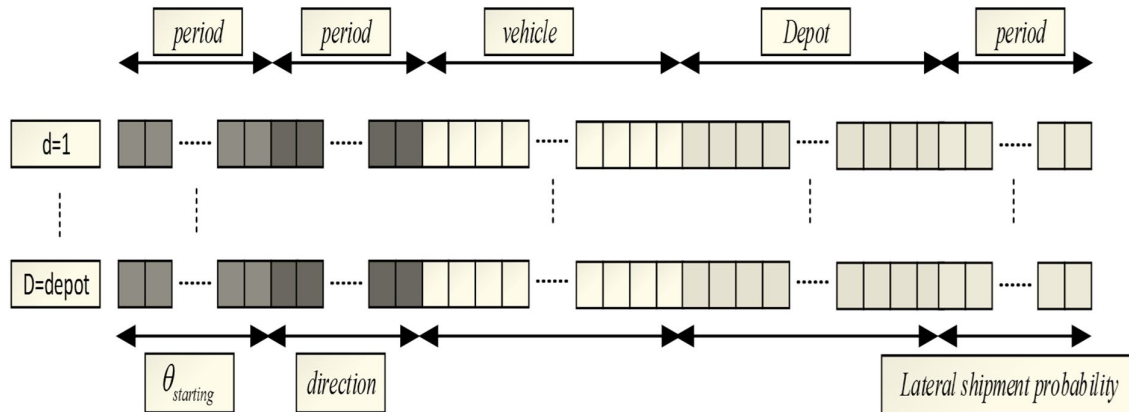 period period vehicle Depot period
d=1
D=depot
θstarting direction Lateral shipment probability